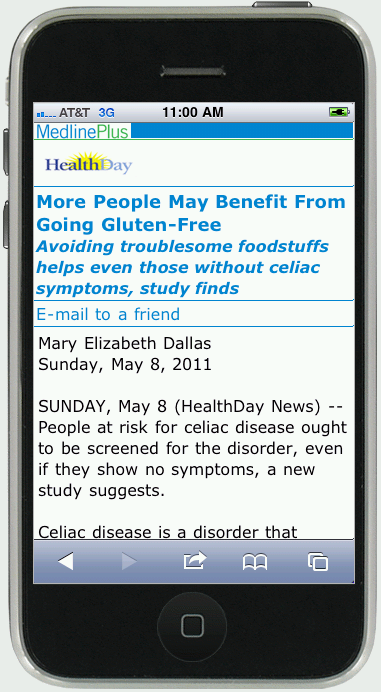 AT&T 3G 11:00 AM
MedlinePlus
HealthDay
More People May Benefit From
Going Gluten-Free
Avoiding troublesome foodstuffs
helps even those without celiac
symptoms, study finds
E-mail to a friend
Mary Elizabeth Dallas
Sunday, May 8, 2011
SUNDAY, May 8 (HealthDay News) --
People at risk for celiac disease ought
to be screened for the disorder, even
if they show no symptoms, a new
study suggests.
Celiac disease is a disorder that